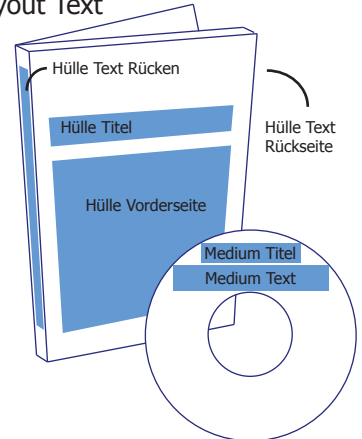 yout Text
Hülle Text Rücken
Hülle Titel
Hülle Text
Rückseite
Hülle Vorderseite
Medium Titel
Medium Text